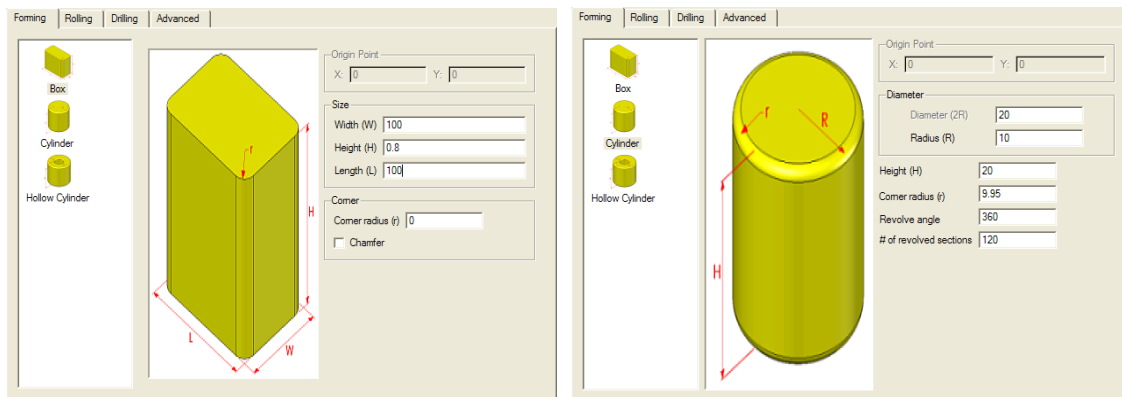 Forming Rolling Drilling Advanced
Box
Cylinder
Hollow Cylinder
r
H
L
W
Origin Point
X: 0 Y: 0
Size
Width (W) 100
Height (H) 0.8
Length (L) 100
Corner
Corner radius (r) 0
Chamfer
Forming Rolling Drilling Advanced
Box
Cylinder
Hollow Cylinder
r
R
H
Origin Point
X: 0 Y: 0
Diameter
Diameter (2R) 20
Radius (R) 10
Height (H) 20
Corner radius (r) 9.95
Revolve angle 360
# of revolved sections 120